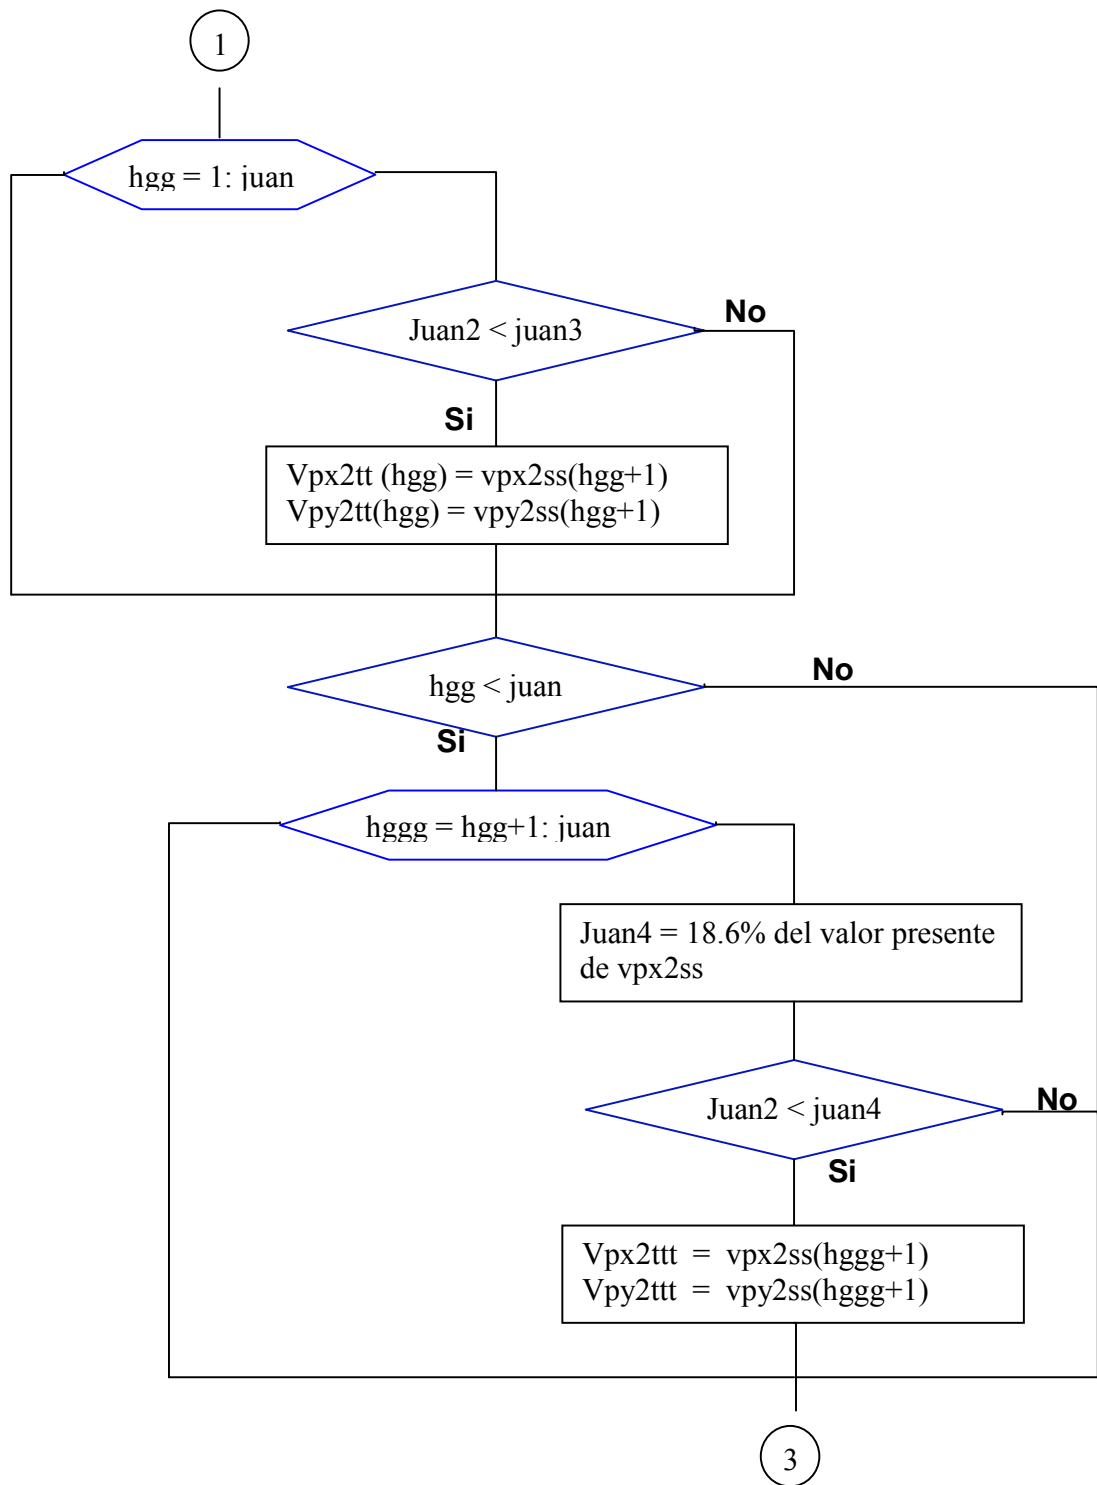 1
hgg = 1: juan
Juan2 < juan3
No
Si
Vpx2tt (hgg) = vpx2ss(hgg+1)
Vpy2tt(hgg) = vpy2ss(hgg+1)
hgg < juan
No
Si
hggg = hgg+1: juan
Juan4 = 18.6% del valor presente
de vpx2ss
Juan2 < juan4
No
Si
Vpx2ttt = vpx2ss(hggg+1)
Vpy2ttt = vpy2ss(hggg+1)
3